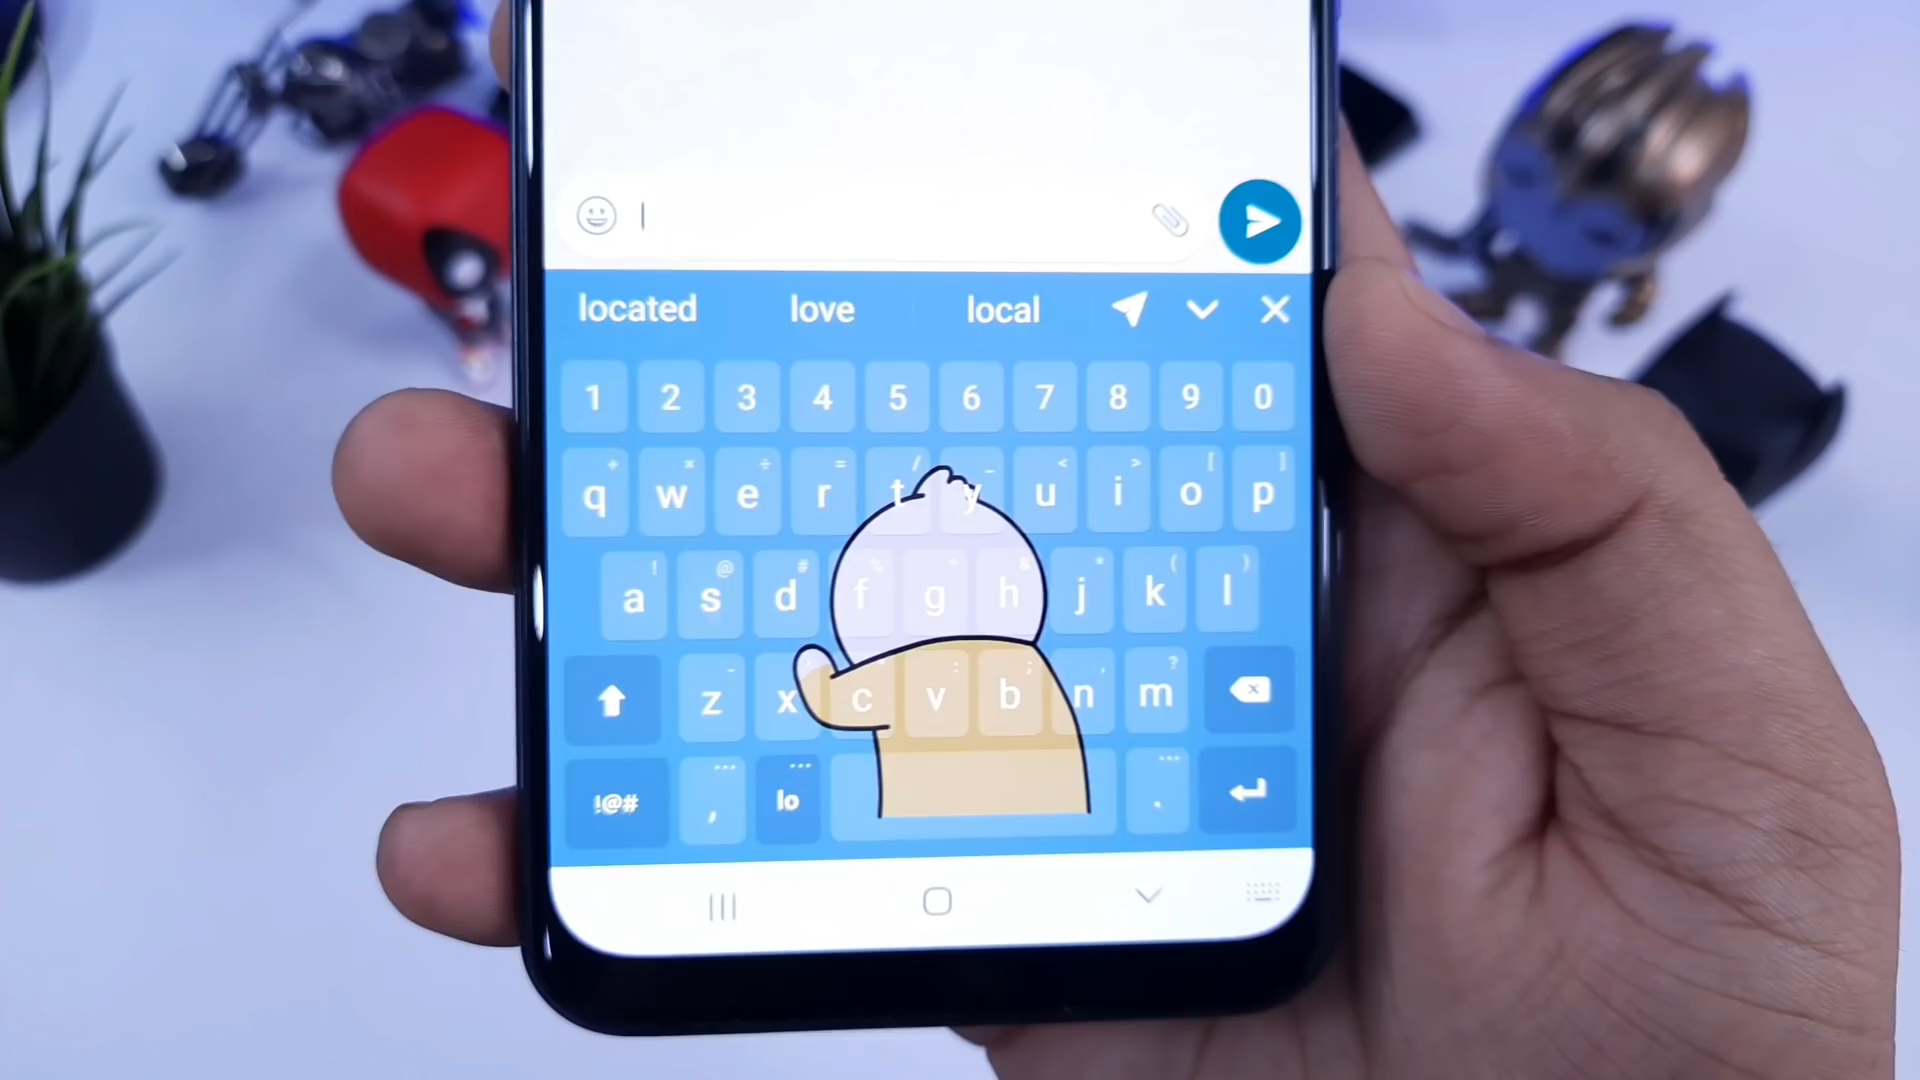 located love local
1 2 3 4 5 6 7 8 9 0
+ × ÷ = / _ < > [ ]
q w e r t y u i o p
! @ # % ^ & * ( )
a s d f g h j k l
- : ; , ?
z x c v b n m
!@# , lo .